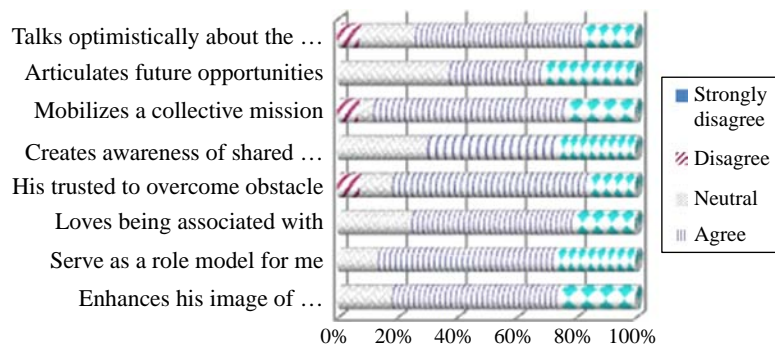 Talks optimistically about the …
Articulates future opportunities
Mobilizes a collective mission
Creates awareness of shared …
His trusted to overcome obstacle
Loves being associated with
Serve as a role model for me
Enhances his image of …
0% 20% 40% 60% 80% 100%
Strongly
disagree
Disagree
Neutral
Agree